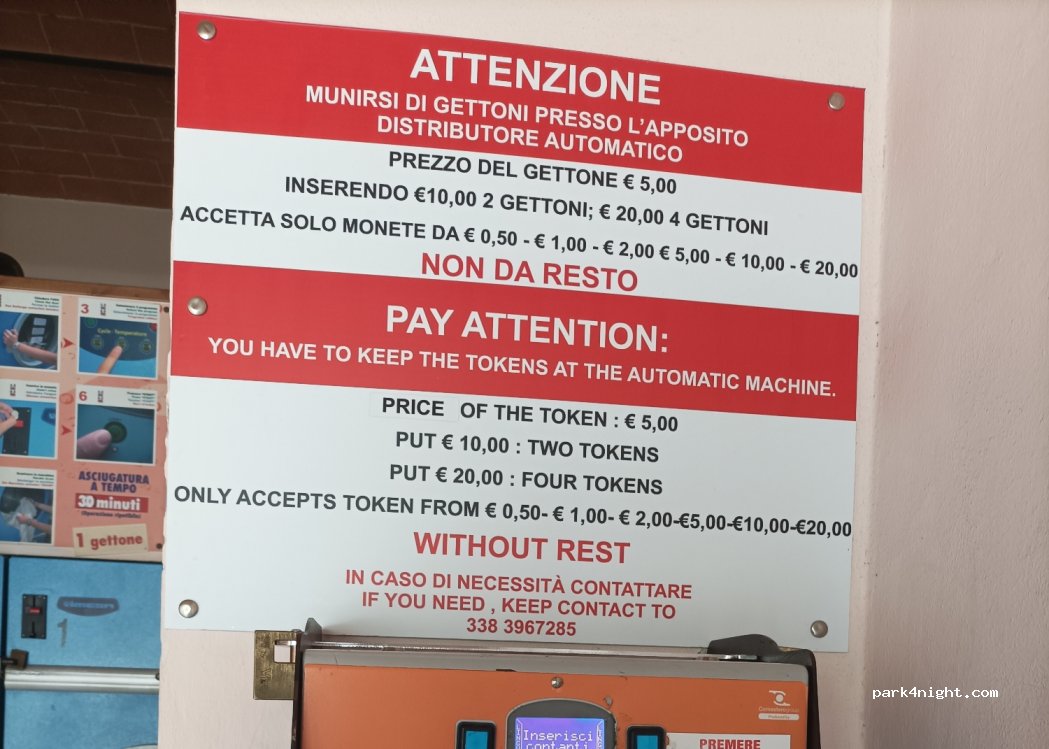 ATTENZIONE
MUNIRSI DI GETTONI PRESSO L'APPOSITO
DISTRIBUTORE AUTOMATICO
PREZZO DEL GETTONE € 5,00
INSERENDO €10,00 2 GETTONI; € 20,00 4 GETTONI
ACCETTA SOLO MONETE DA € 0,50 - € 1,00 - € 2,00 € 5,00 - € 10,00 - € 20,00
NON DA RESTO
PAY ATTENTION:
YOU HAVE TO KEEP THE TOKENS AT THE AUTOMATIC MACHINE.
PRICE OF THE TOKEN : € 5,00
PUT € 10,00 : TWO TOKENS
PUT € 20,00 : FOUR TOKENS
ONLY ACCEPTS TOKEN FROM € 0,50- € 1,00- € 2,00-€5,00-€10,00-€20,00
WITHOUT REST
IN CASO DI NECESSITÀ CONTATTARE
IF YOU NEED , KEEP CONTACT TO
338 3967285
3
Cycle - Temperature
6
ASCIUGATURA
A TEMPO
30 minuti
1 gettone
1
Inserisci
contanti
PREMERE
park4night.com